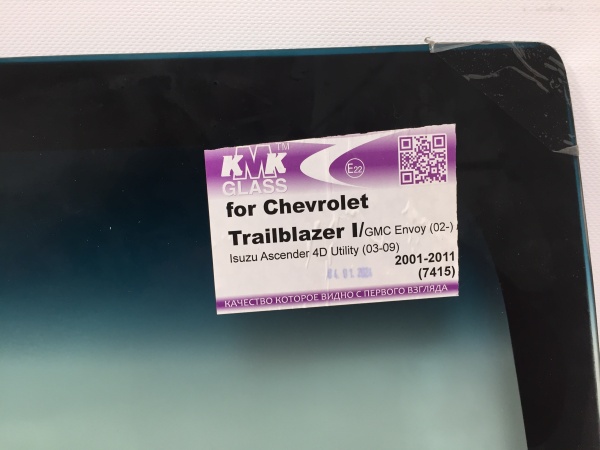 KMK TM
GLASS
E22
for Chevrolet
Trailblazer I/GMC Envoy (02-)
Isuzu Ascender 4D Utility (03-09)
2001-2011
(7415)
КАЧЕСТВО КОТОРОЕ ВИДНО С ПЕРВОГО ВЗГЛЯДА